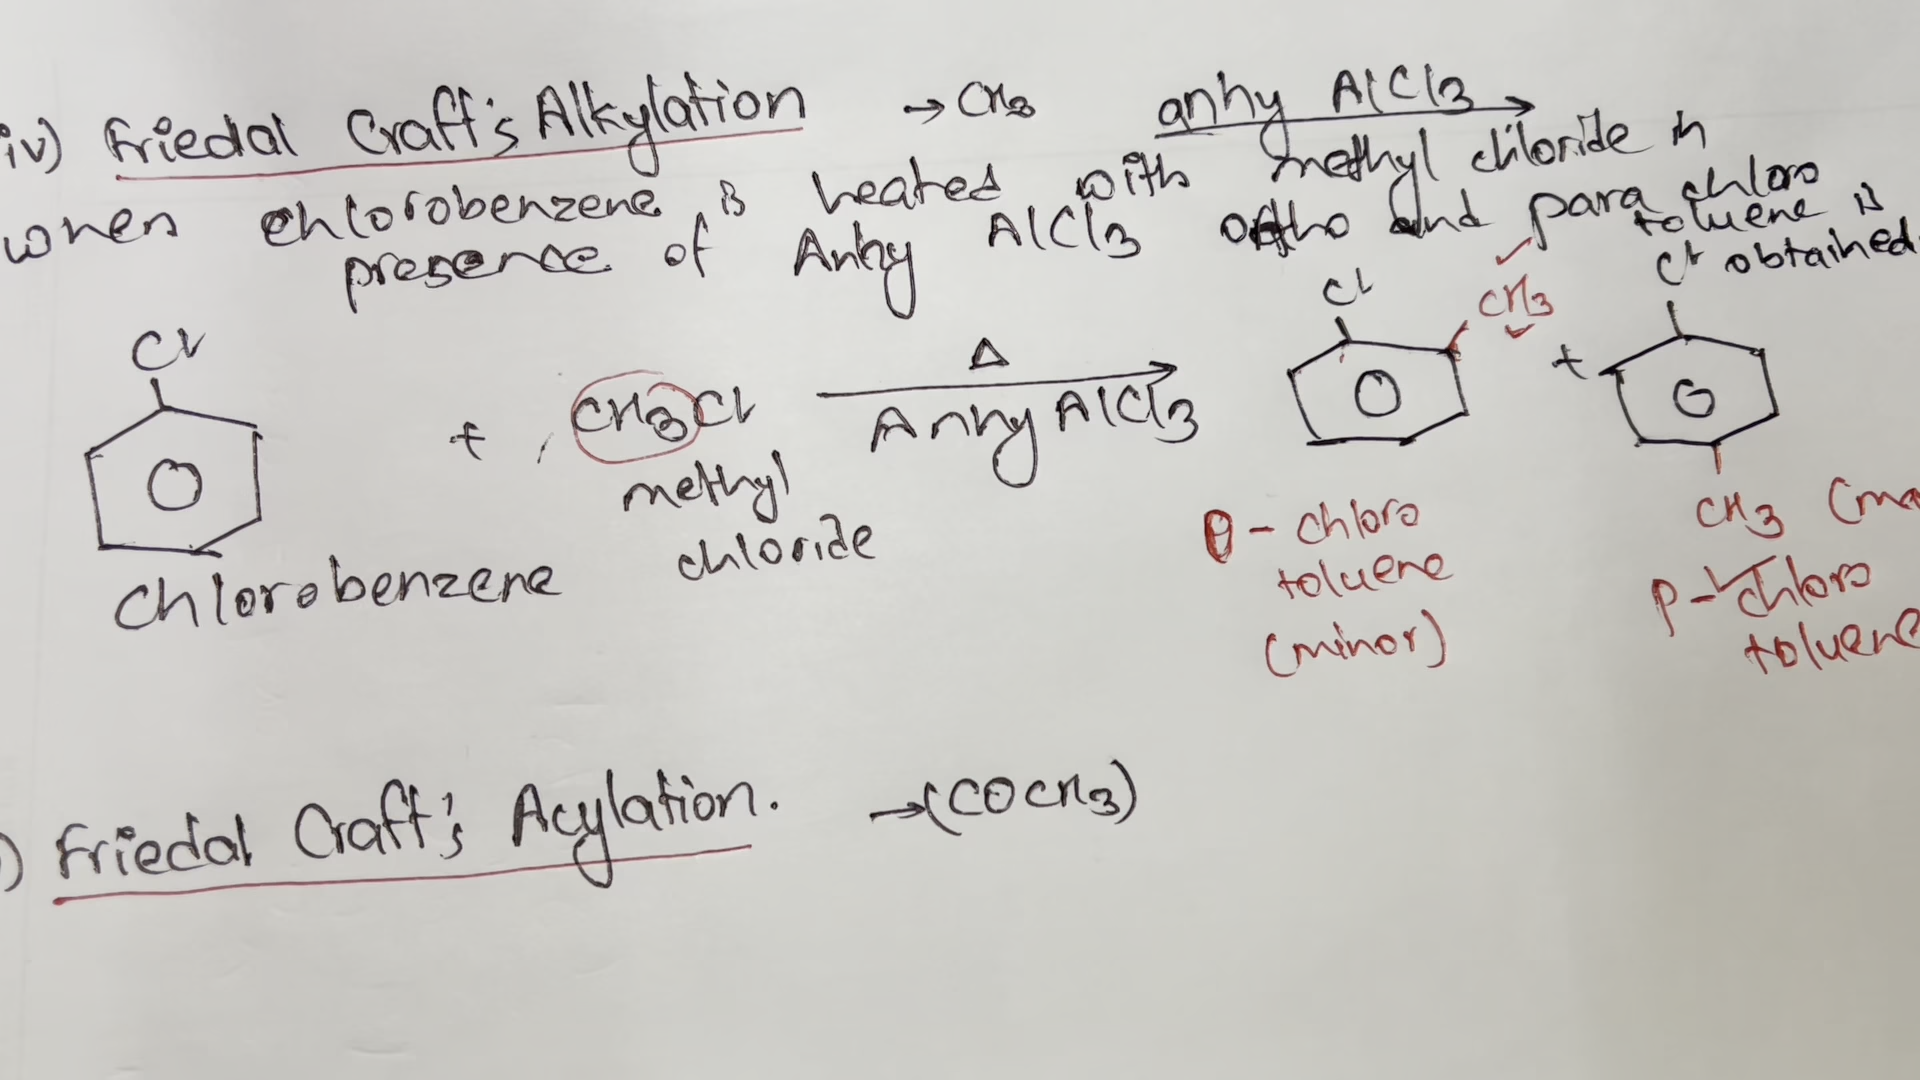 iv) Friedal Craft's Alkylation → CH3 anhy AlCl3 →
when chlorobenzene is heated with methyl chloride in
presence of Anhy AlCl3 ortho and para chloro
toluene is
obtained.
Cl
Cl
CH3
Cl
+
CH3Cl
Δ
Anhy AlCl3
+
methyl
chloride
Chlorobenzene
O - chloro
toluene
(minor)
CH3
p - chloro
toluene
) Friedal Craft's Acylation. → (COCH3)